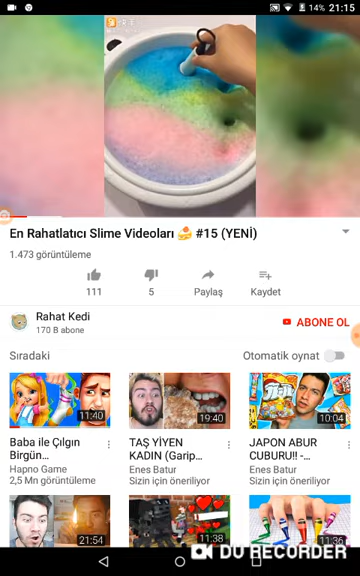 14% 21:15
En Rahatlatıcı Slime Videoları 🍰 #15 (YENİ)
1.473 görüntüleme
111
5
Paylaş
Kaydet
Rahat Kedi
170 B abone
ABONE OL
Sıradaki
Otomatik oynat
11:40
19:40
10:04
Baba ile Çılgın
Birgün...
Hapno Game
2,5 Mn görüntüleme
TAŞ YİYEN
KADIN (Garip...
Enes Batur
Sizin için öneriliyor
JAPON ABUR
CUBURU!! -...
Enes Batur
Sizin için öneriliyor
21:54
11:38
11:36
DU RECORDER